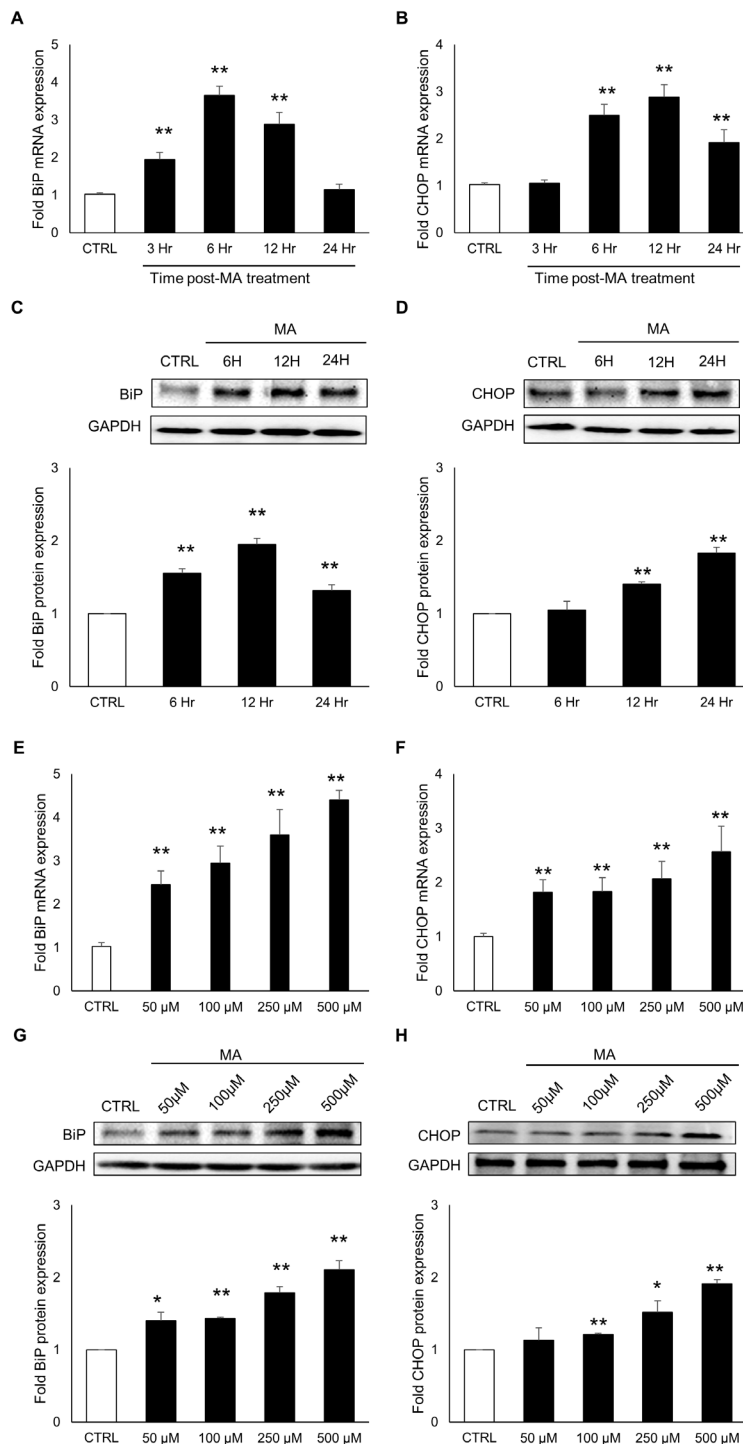 A
Fold BiP mRNA expression
5
4
3
2
1
0
**
**
**
CTRL 3 Hr 6 Hr 12 Hr 24 Hr
Time post-MA treatment
B
Fold CHOP mRNA expression
5
4
3
2
1
0
**
**
**
CTRL 3 Hr 6 Hr 12 Hr 24 Hr
Time post-MA treatment
C
MA
CTRL 6H 12H 24H
BiP
GAPDH
Fold BiP protein expression
3
2
1
0
**
**
**
CTRL 6 Hr 12 Hr 24 Hr
D
MA
CTRL 6H 12H 24H
CHOP
GAPDH
Fold CHOP protein expression
3
2
1
0
**
**
CTRL 6 Hr 12 Hr 24 Hr
E
Fold BiP mRNA expression
5
4
3
2
1
0
**
**
**
**
CTRL 50 µM 100 µM 250 µM 500 µM
F
Fold CHOP mRNA expression
4
3
2
1
0
**
**
**
**
CTRL 50 µM 100 µM 250 µM 500 µM
G
MA
CTRL 50µM 100µM 250µM 500µM
BiP
GAPDH
Fold BiP protein expression
3
2
1
0
*
**
**
**
CTRL 50 µM 100 µM 250 µM 500 µM
H
MA
CTRL 50µM 100µM 250µM 500µM
CHOP
GAPDH
Fold CHOP protein expression
3
2
1
0
**
*
**
CTRL 50 µM 100 µM 250 µM 500 µM